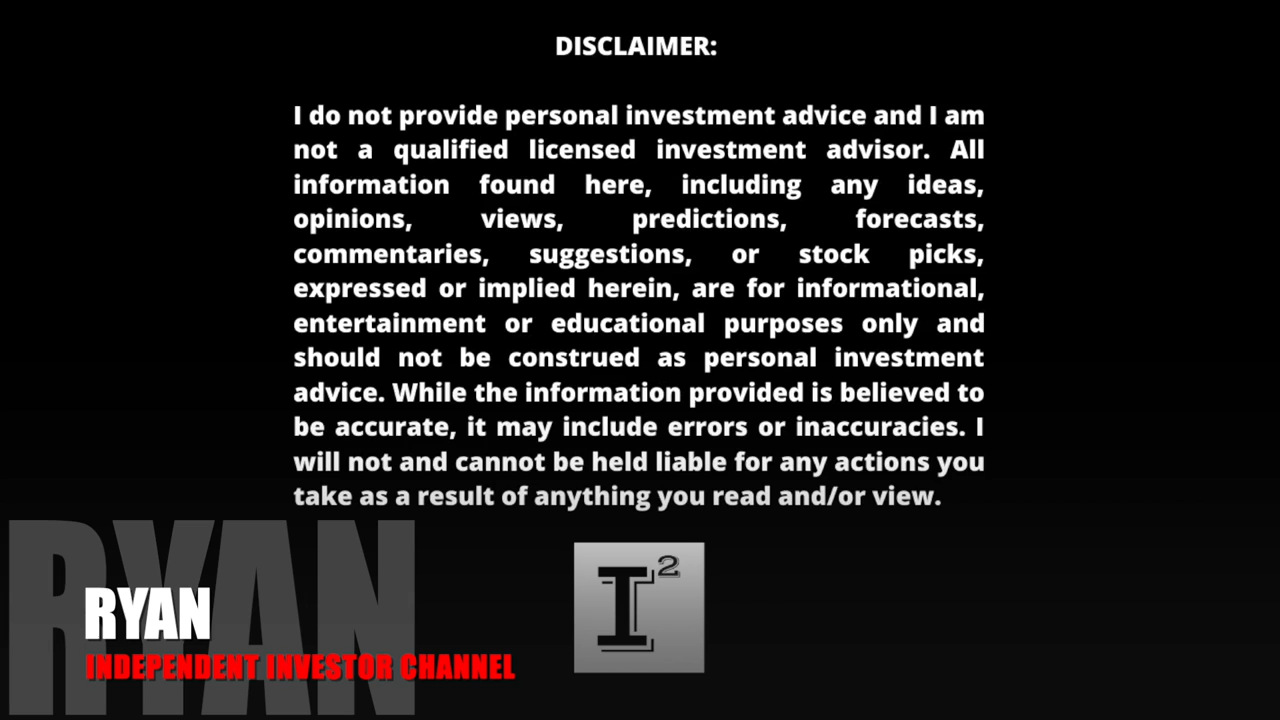 DISCLAIMER:
I do not provide personal investment advice and I am
not a qualified licensed investment advisor. All
information found here, including any ideas,
opinions, views, predictions, forecasts,
commentaries, suggestions, or stock picks,
expressed or implied herein, are for informational,
entertainment or educational purposes only and
should not be construed as personal investment
advice. While the information provided is believed to
be accurate, it may include errors or inaccuracies. I
will not and cannot be held liable for any actions you
take as a result of anything you read and/or view.
RYAN
RYAN
INDEPENDENT INVESTOR CHANNEL
I²